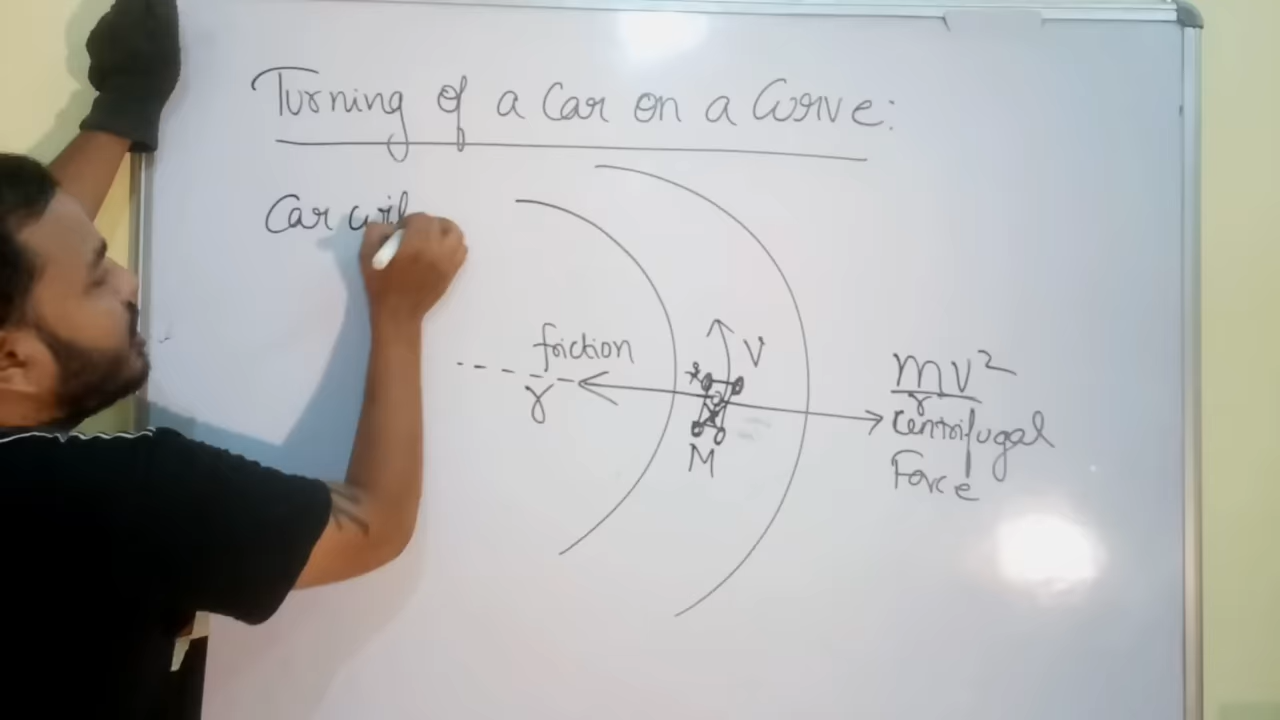 Turning of a Car on a Curve:
Car wil
friction
r
V
M
mv²
r
Centrifugal
Force